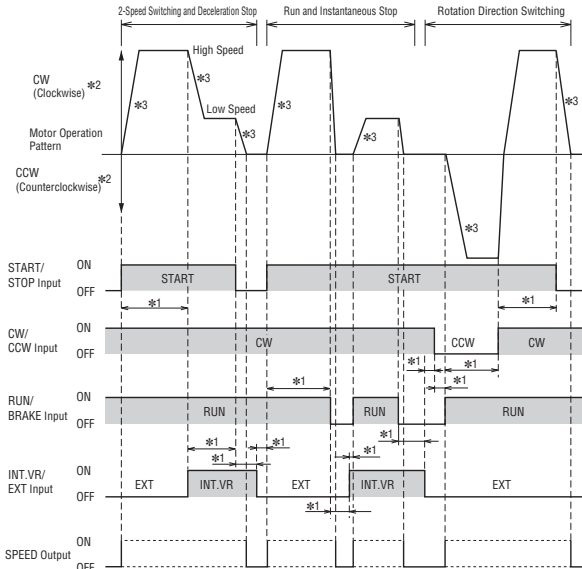 2-Speed Switching and Deceleration Stop
Run and Instantaneous Stop
Rotation Direction Switching
High Speed
CW
(Clockwise)
*2
*3
*3
*3
Low Speed
*3
*3
*3
Motor Operation
Pattern
CCW
(Counterclockwise)
*2
*3
START/
STOP Input
ON
OFF
START
START
*1
*1
CW/
CCW Input
ON
OFF
CW
CCW
CW
*1
*1
*1
*1
RUN/
BRAKE Input
ON
OFF
RUN
RUN
RUN
*1
*1
*1
*1
INT.VR/
EXT Input
ON
OFF
EXT
INT.VR
EXT
INT.VR
EXT
*1
*1
SPEED Output
ON
OFF